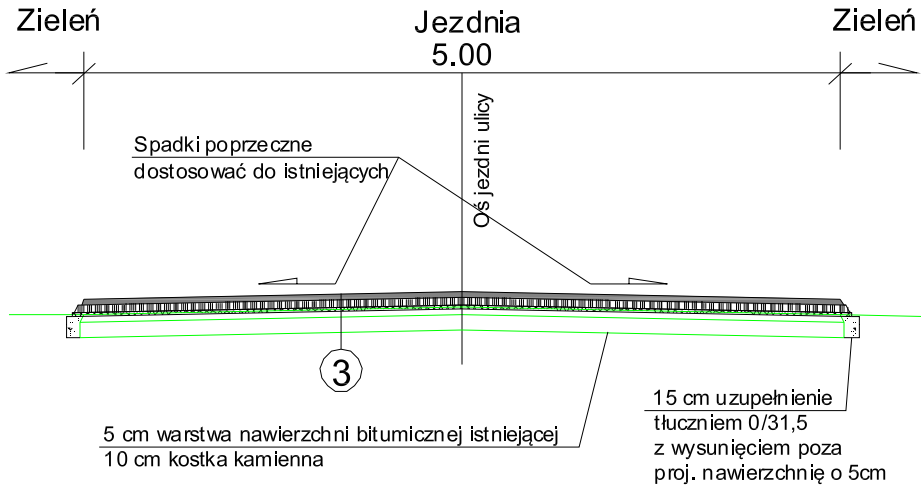 Zieleń
Jezdnia
Zieleń
5.00
Oś jezdni ulicy
Spadki poprzeczne
dostosować do istniejących
3
5 cm warstwa nawierzchni bitumicznej istniejącej
10 cm kostka kamienna
15 cm uzupełnienie
tłuczniem 0/31,5
z wysunięciem poza
proj. nawierzchnię o 5cm